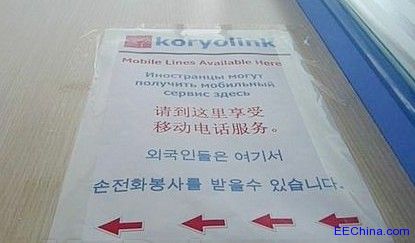 koryolink
Mobile Lines Available Here
Иностранцы могут
получить мобильный
сервис здесь
请到这里享受
移动电话服务。
외국인들은 여기서
손전화봉사를 받을수 있습니다.
EEChina.com